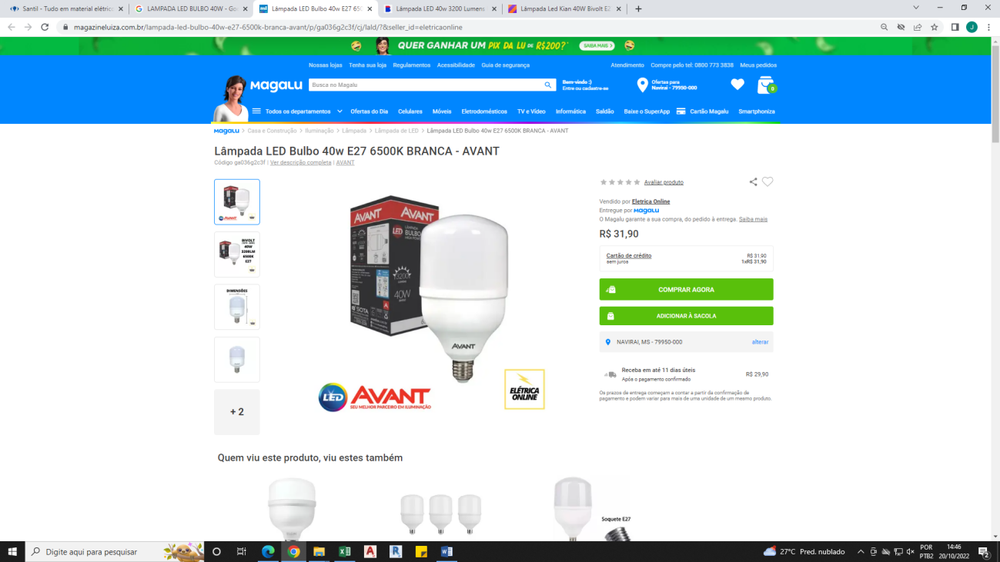 Santil - Tudo em material elétric
LAMPADA LED BULBO 40W - Go
Lâmpada LED Bulbo 40w E27 650
Lâmpada LED 40w 3200 Lumens
Lâmpada Led Kian 40W Bivolt E2
magazineluiza.com.br/lampada-led-bulbo-40w-e27-6500k-branca-avant/p/ga036g2c3f/cj/lald/?&seller_id=eletricaonline
J
QUER GANHAR UM PIX DA LU DE R$200?*
SAIBA MAIS
Nossas lojas Tenha sua loja Regulamentos Acessibilidade Guia de segurança
Atendimento Compre pelo tel: 0800 773 3838 Meus pedidos
MAGALU
Busca no Magalu
Bem-vindo :)
Entre ou cadastre-se
Ofertas para
Naviraí - 79950-000
0
Todos os departamentos Ofertas do Dia Celulares Móveis Eletrodomésticos TV e Vídeo Informática Saldão Baixe o SuperApp Cartão Magalu Smartphoniza
MAGALU Casa e Construção Iluminação Lâmpada Lâmpada de LED Lâmpada LED Bulbo 40w E27 6500K BRANCA - AVANT
Lâmpada LED Bulbo 40w E27 6500K BRANCA - AVANT
Código ga036g2c3f | Ver descrição completa | AVANT
AVANT
BIVOLT
40W
3200LM
6500K
E27
DIMENSÕES
+ 2
AVANT
AVANT
LED
LÂMPADA
BULBO
3200
40W
SOTA
AVANT
LED
AVANT
SEU MELHOR PARCEIRO EM ILUMINAÇÃO
ELÉTRICA
ONLINE
Avaliar produto
Vendido por Eletrica Online
Entregue por MAGALU
O Magalu garante a sua compra, do pedido à entrega. Saiba mais
R$ 31,90
Cartão de crédito
sem juros
R$ 31,90
1xR$ 31,90
COMPRAR AGORA
ADICIONAR À SACOLA
NAVIRAI, MS - 79950-000
alterar
Receba em até 11 dias úteis
Após o pagamento confirmado
R$ 29,90
Os prazos de entrega começam a contar a partir da confirmação de
pagamento e podem variar para mais de uma unidade de um mesmo produto.
Quem viu este produto, viu estes também
Soquete E27
Digite aqui para pesquisar
27°C Pred. nublado
POR
PTB2
14:46
20/10/2022
2